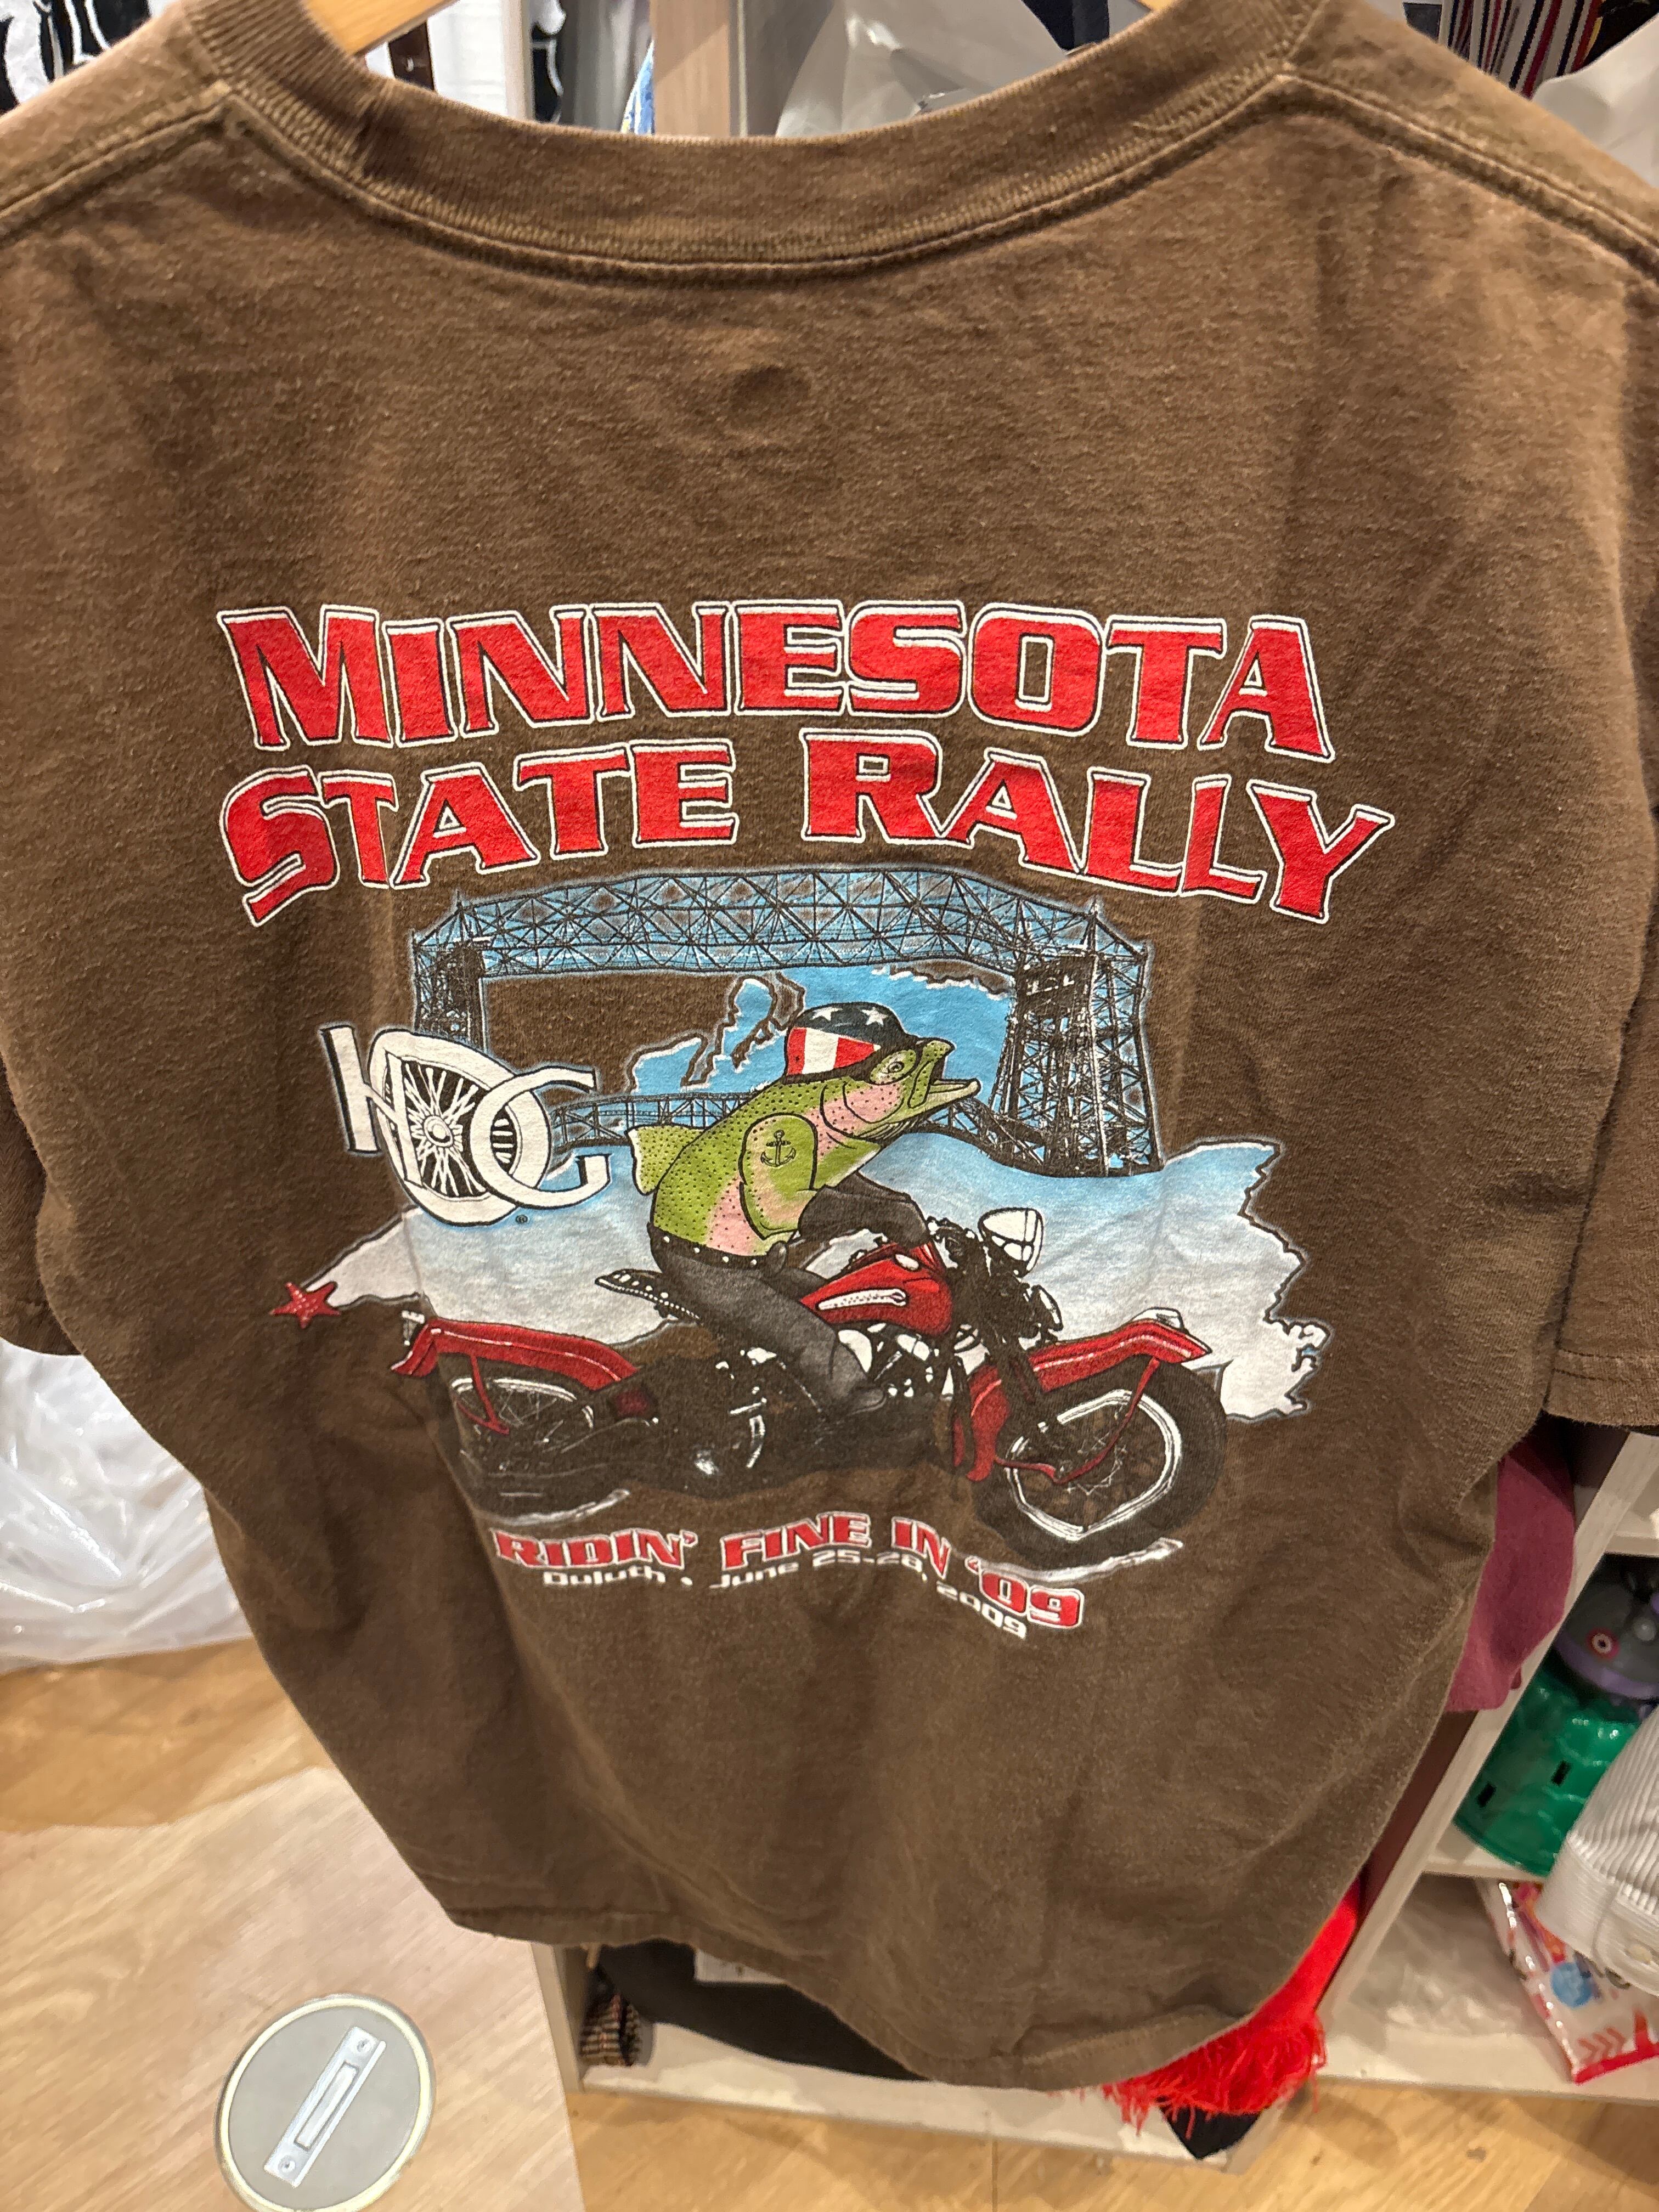 MINNESOTA
STATE RALLY
HOG
®
RIDIN' FINE IN '09
Duluth • June 25-28, 2009